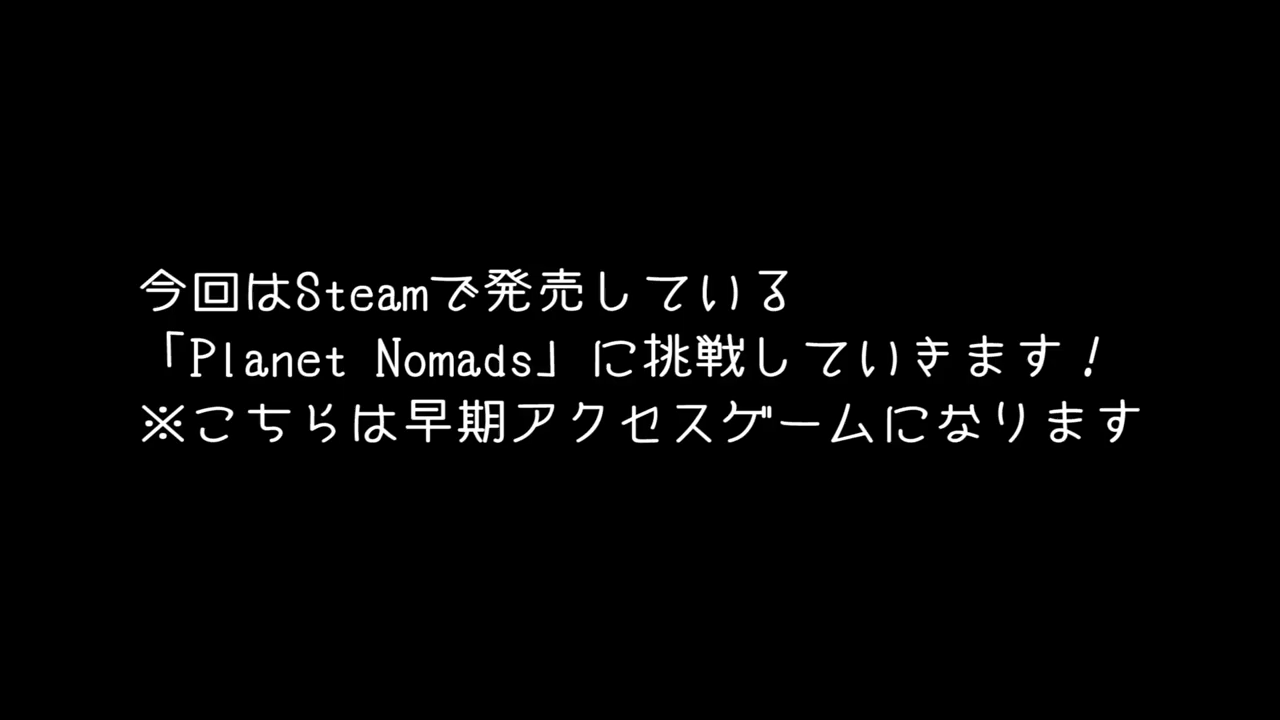 今回はSteamで発売している
「Planet Nomads」に挑戦していきます！
※こちらは早期アクセスゲームになります